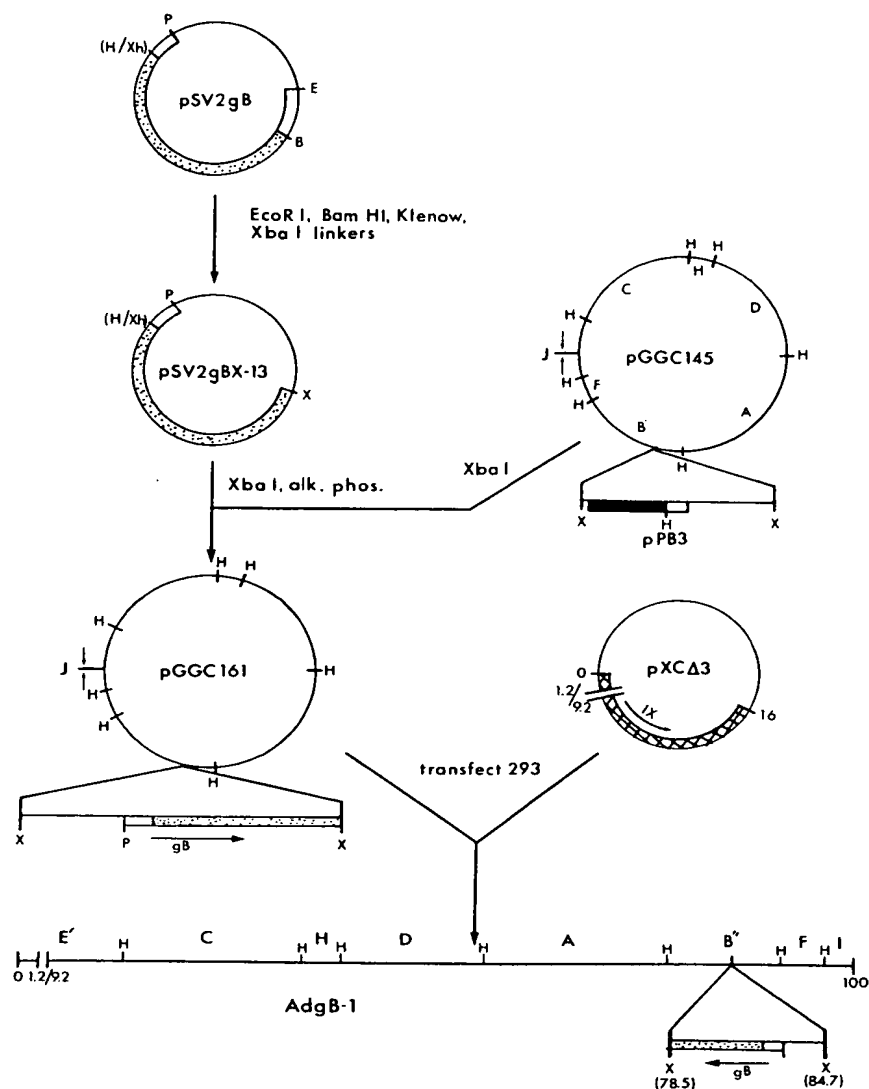 P
(H/Xh)
E
pSV2gB
B
EcoR I, Bam HI, Klenow,
Xba I linkers
P
(H/Xh)
pSV2gBX-13
X
H
H
H
C
D
H
J
pGGC145
H
H
F
H
B'
A
H
X
H
X
pPB3
Xba I, alk. phos.
Xba I
H
H
H
J
pGGC161
H
H
H
H
X
P
gB
X
pXCΔ3
0
1.2/
9.2
IX
16
transfect 293
E′ H C H H H D H A H B″ H F H I
0 1.2/9.2
100
AdgB-1
gB
X
(78.5)
X
(84.7)